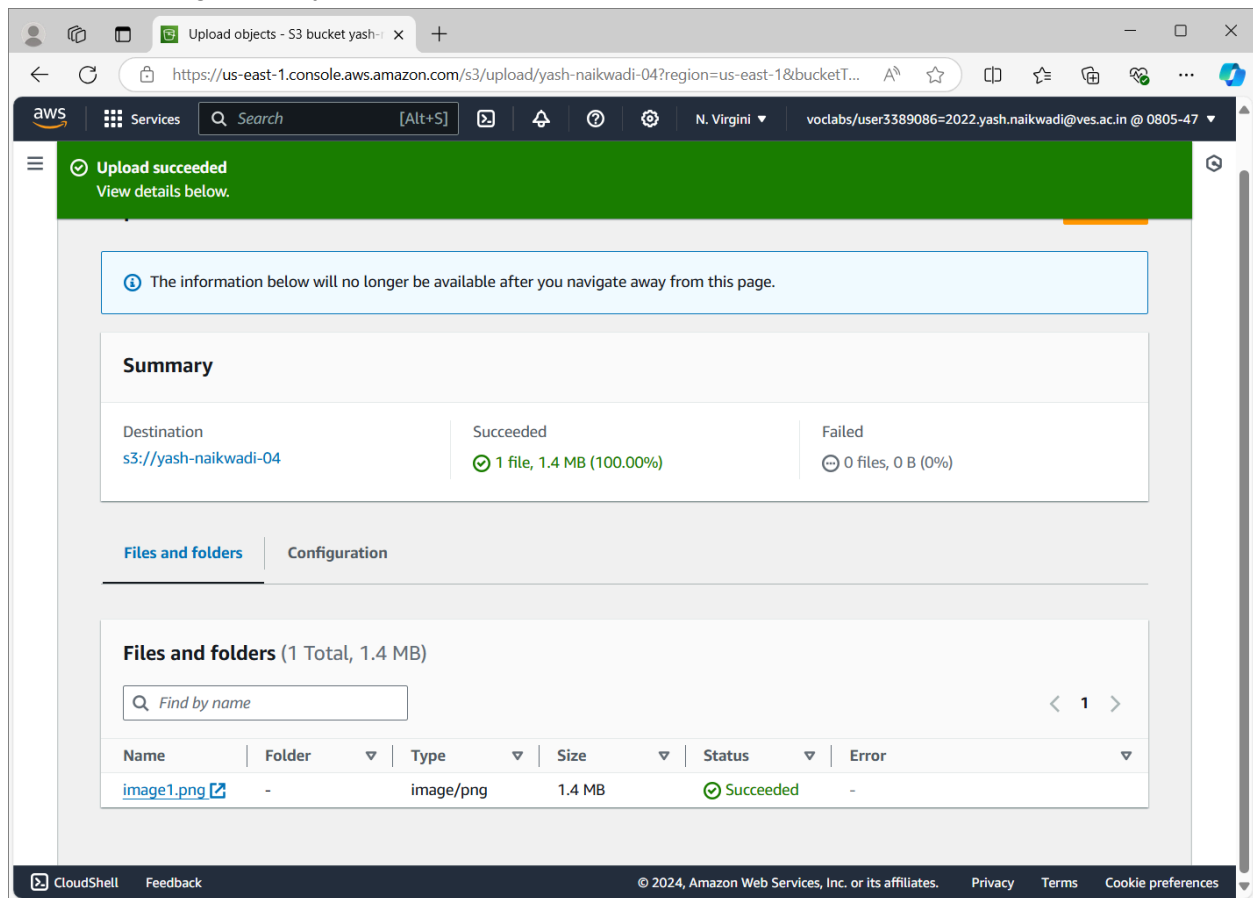 Upload objects - S3 bucket yash-
https://us-east-1.console.aws.amazon.com/s3/upload/yash-naikwadi-04?region=us-east-1&bucketT...
aws Services Search [Alt+S] N. Virgini voclabs/user3389086=2022.yash.naikwadi@ves.ac.in @ 0805-47
Upload succeeded
View details below.
The information below will no longer be available after you navigate away from this page.
Summary
Destination Succeeded Failed
s3://yash-naikwadi-04 1 file, 1.4 MB (100.00%) 0 files, 0 B (0%)
Files and folders Configuration
Files and folders (1 Total, 1.4 MB)
Find by name 1
Name Folder Type Size Status Error
image1.png - image/png 1.4 MB Succeeded -
CloudShell Feedback © 2024, Amazon Web Services, Inc. or its affiliates. Privacy Terms Cookie preferences